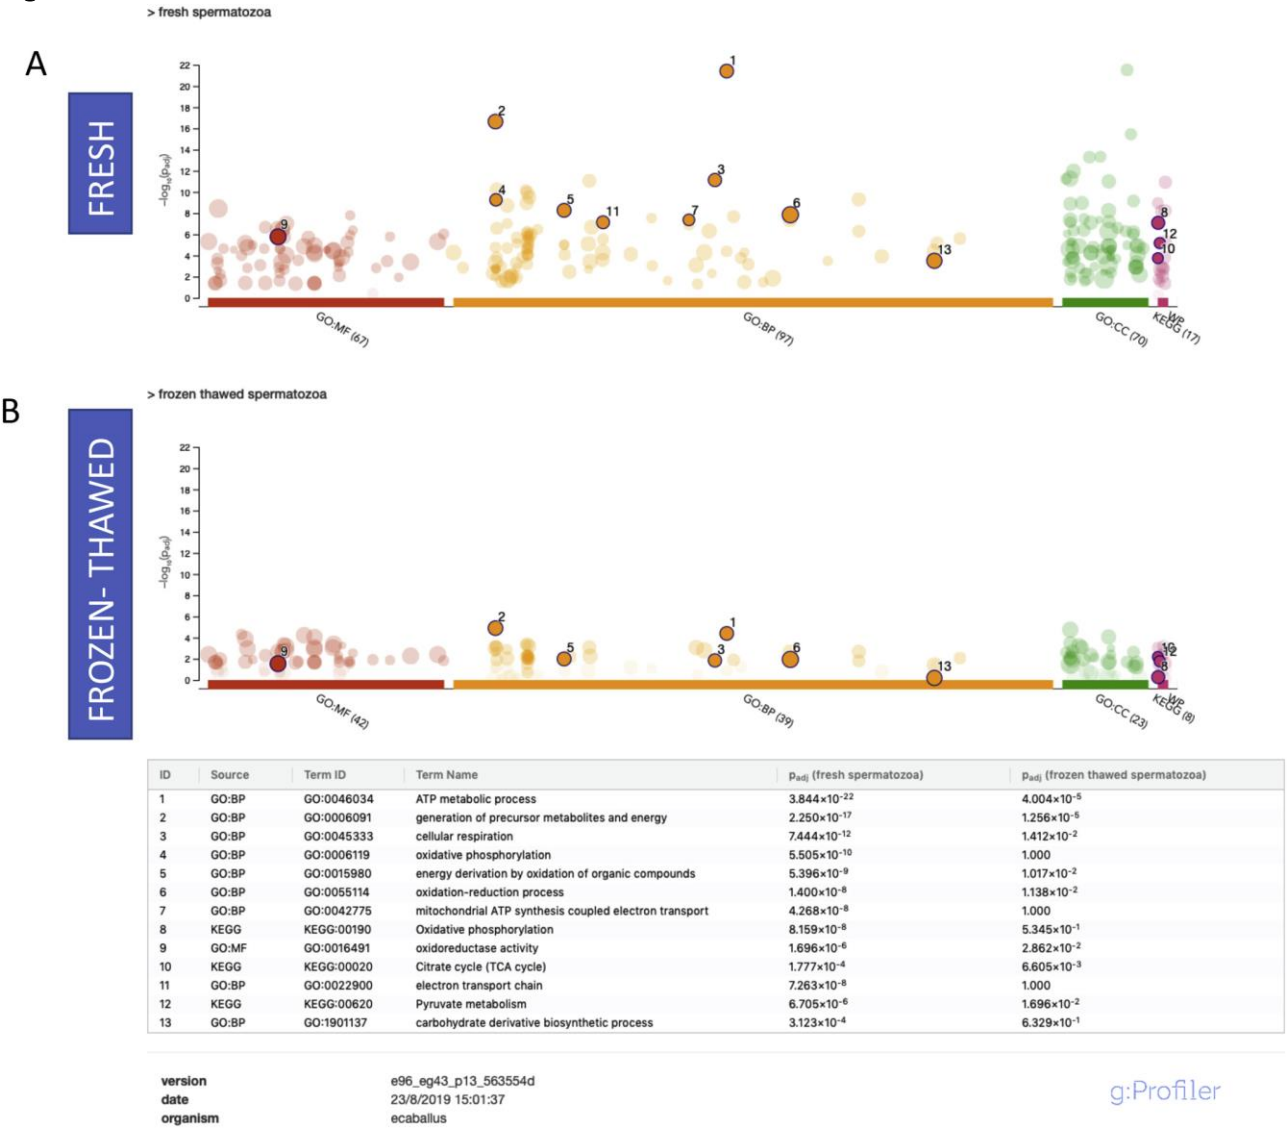 > fresh spermatozoa
A
FRESH
22
20
18
16
14
12
10
8
6
4
2
0
-log10(padj)
1
2
3
4
5
11
7
6
9
13
8
12
10
GO:MF (67)
GO:BP (97)
GO:CC (70)
KEGG (17)
WP
> frozen thawed spermatozoa
B
FROZEN- THAWED
22
20
18
16
14
12
10
8
6
4
2
0
-log10(padj)
2
1
5
3
6
9
13
10
12
8
GO:MF (42)
GO:BP (39)
GO:CC (23)
KEGG (8)
WP
ID Source Term ID Term Name padj (fresh spermatozoa) padj (frozen thawed spermatozoa)
1 GO:BP GO:0046034 ATP metabolic process 3.844×10-22 4.004×10-5
2 GO:BP GO:0006091 generation of precursor metabolites and energy 2.250×10-17 1.256×10-5
3 GO:BP GO:0045333 cellular respiration 7.444×10-12 1.412×10-2
4 GO:BP GO:0006119 oxidative phosphorylation 5.505×10-10 1.000
5 GO:BP GO:0015980 energy derivation by oxidation of organic compounds 5.396×10-9 1.017×10-2
6 GO:BP GO:0055114 oxidation-reduction process 1.400×10-8 1.138×10-2
7 GO:BP GO:0042775 mitochondrial ATP synthesis coupled electron transport 4.268×10-8 1.000
8 KEGG KEGG:00190 Oxidative phosphorylation 8.159×10-8 5.345×10-1
9 GO:MF GO:0016491 oxidoreductase activity 1.696×10-6 2.862×10-2
10 KEGG KEGG:00020 Citrate cycle (TCA cycle) 1.777×10-4 6.605×10-3
11 GO:BP GO:0022900 electron transport chain 7.263×10-8 1.000
12 KEGG KEGG:00620 Pyruvate metabolism 6.705×10-6 1.696×10-2
13 GO:BP GO:1901137 carbohydrate derivative biosynthetic process 3.123×10-4 6.329×10-1
version e96_eg43_p13_563554d
date 23/8/2019 15:01:37
organism ecaballus
g:Profiler